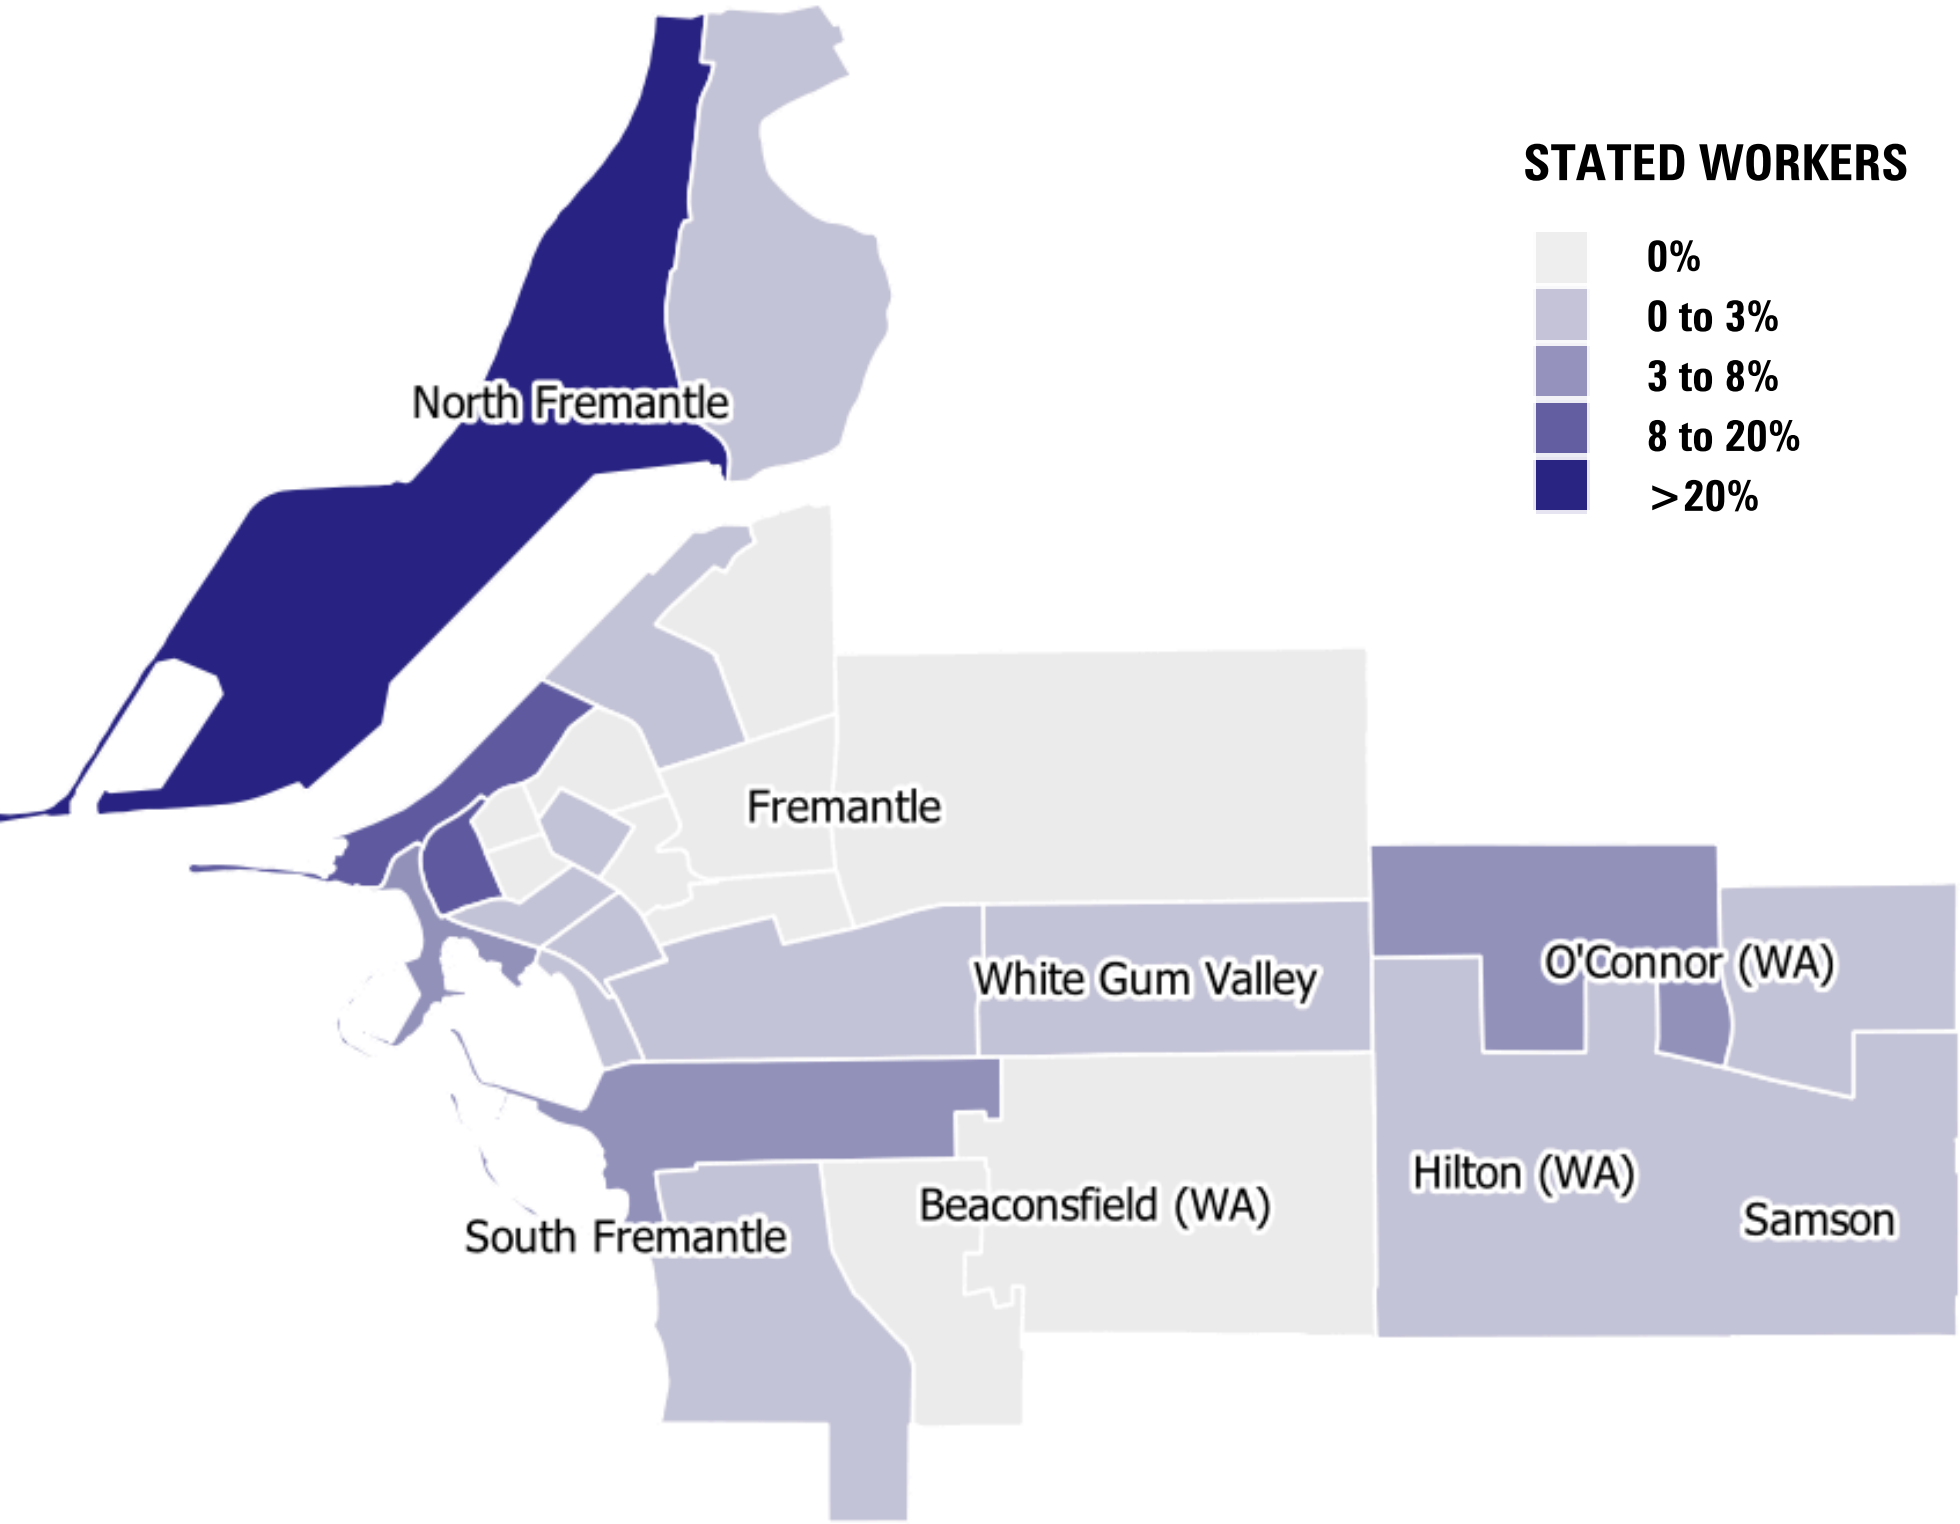 STATED WORKERS
0%
0 to 3%
3 to 8%
8 to 20%
>20%
North Fremantle
Fremantle
White Gum Valley
O'Connor (WA)
Hilton (WA)
Beaconsfield (WA)
Samson
South Fremantle